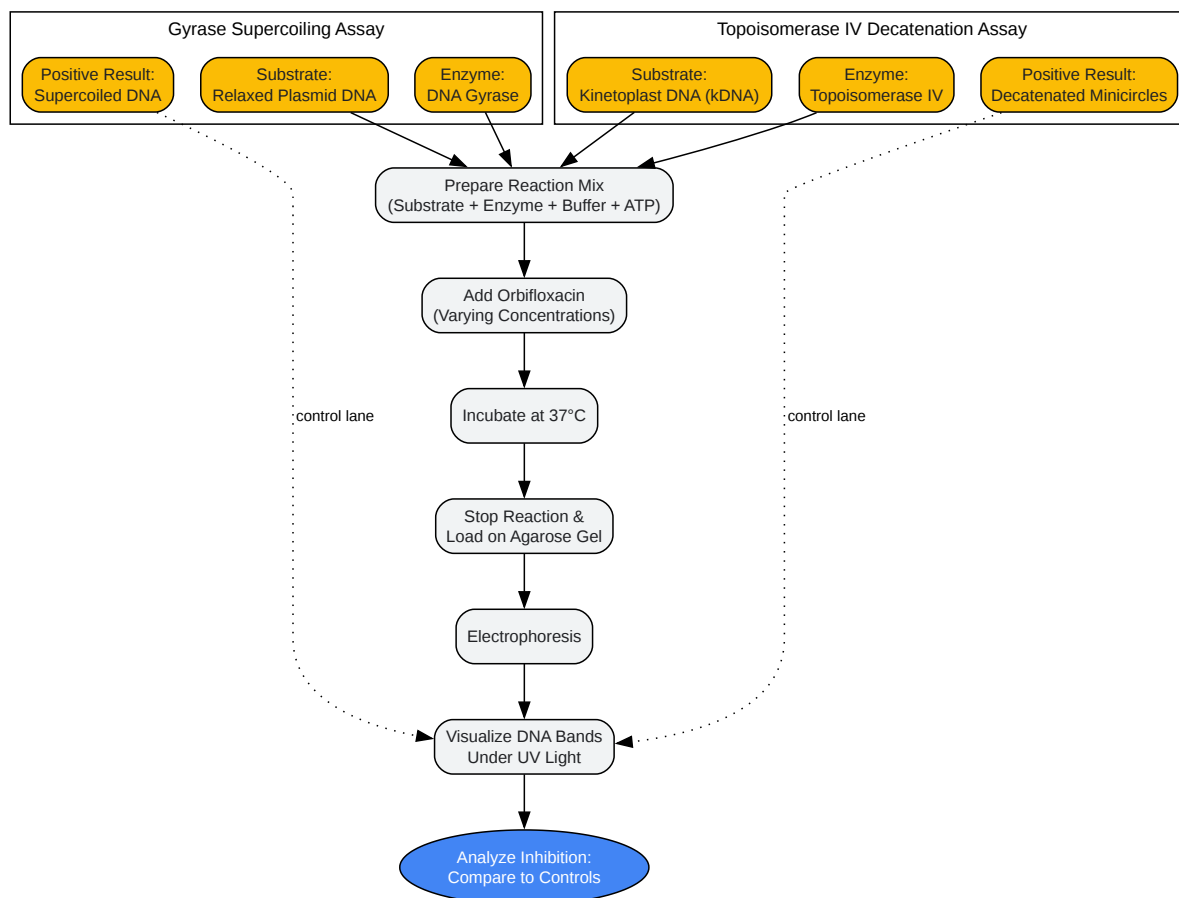 Gyrase Supercoiling Assay
Topoisomerase IV Decatenation Assay
Positive Result:
Supercoiled DNA
Substrate:
Relaxed Plasmid DNA
Enzyme:
DNA Gyrase
Substrate:
Kinetoplast DNA (kDNA)
Enzyme:
Topoisomerase IV
Positive Result:
Decatenated Minicircles
Prepare Reaction Mix
(Substrate + Enzyme + Buffer + ATP)
Add Orbifloxacin
(Varying Concentrations)
Incubate at 37°C
control lane
control lane
Stop Reaction &
Load on Agarose Gel
Electrophoresis
Visualize DNA Bands
Under UV Light
Analyze Inhibition:
Compare to Controls